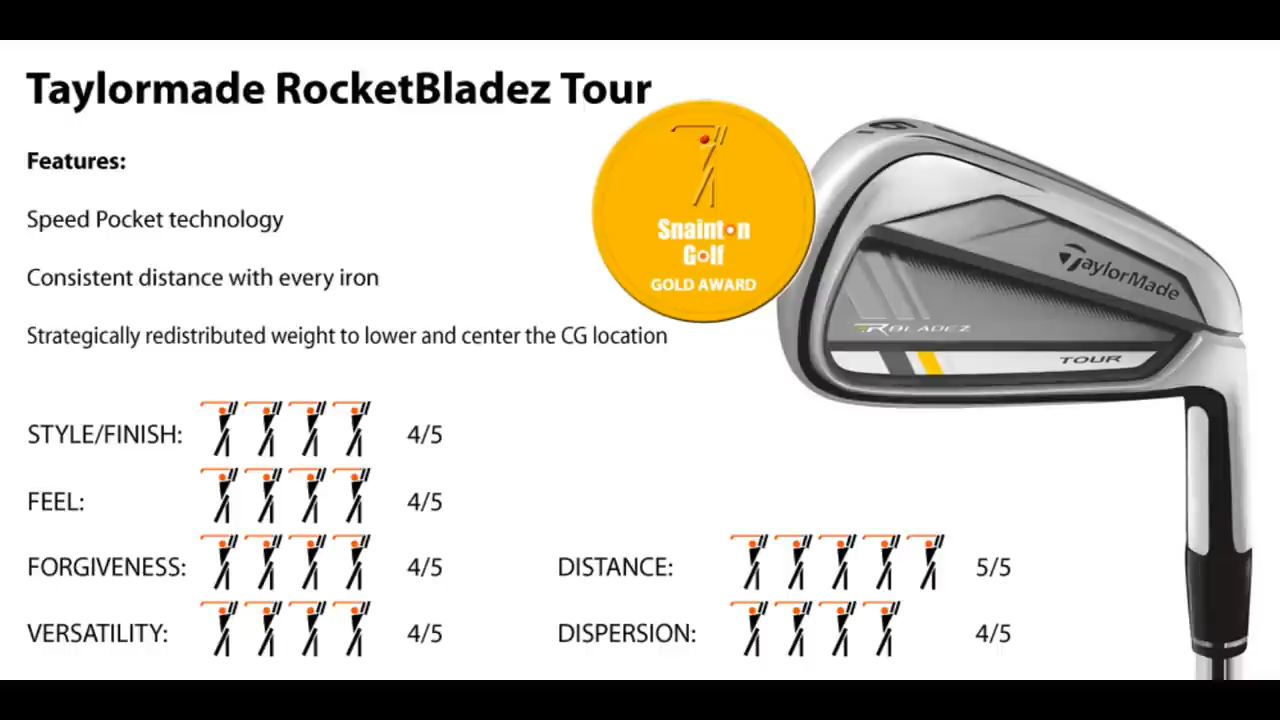 Taylormade RocketBladez Tour
Features:
Speed Pocket technology
Consistent distance with every iron
Strategically redistributed weight to lower and center the CG location
Snainton
Golf
GOLD AWARD
6
TaylorMade
RBLADEZ
TOUR
STYLE/FINISH: 4/5
FEEL: 4/5
FORGIVENESS: 4/5
DISTANCE: 5/5
VERSATILITY: 4/5
DISPERSION: 4/5